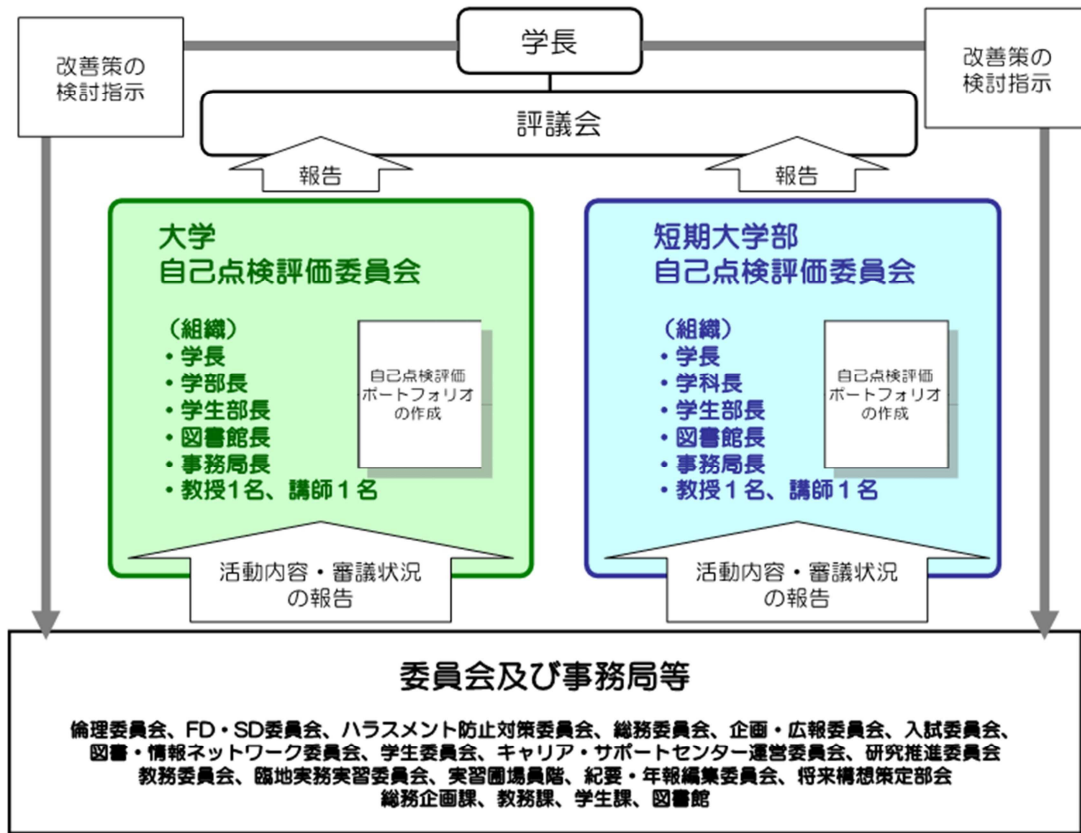 学長
改善策の
検討指示
改善策の
検討指示
評議会
報告
報告
大学
自己点検評価委員会
（組織）
・学長
・学部長
・学生部長
・図書館長
・事務局長
・教授１名、講師１名
自己点検評価
ポートフォリオ
の作成
短期大学部
自己点検評価委員会
（組織）
・学長
・学科長
・学生部長
・図書館長
・事務局長
・教授１名、講師１名
自己点検評価
ポートフォリオ
の作成
活動内容・審議状況
の報告
活動内容・審議状況
の報告
委員会及び事務局等
倫理委員会、FD・SD委員会、ハラスメント防止対策委員会、総務委員会、企画・広報委員会、入試委員会、
図書・情報ネットワーク委員会、学生委員会、キャリア・サポートセンター運営委員会、研究推進委員会
教務委員会、臨地実務実習委員会、実習圃場員階、紀要・年報編集委員会、将来構想策定部会
総務企画課、教務課、学生課、図書館